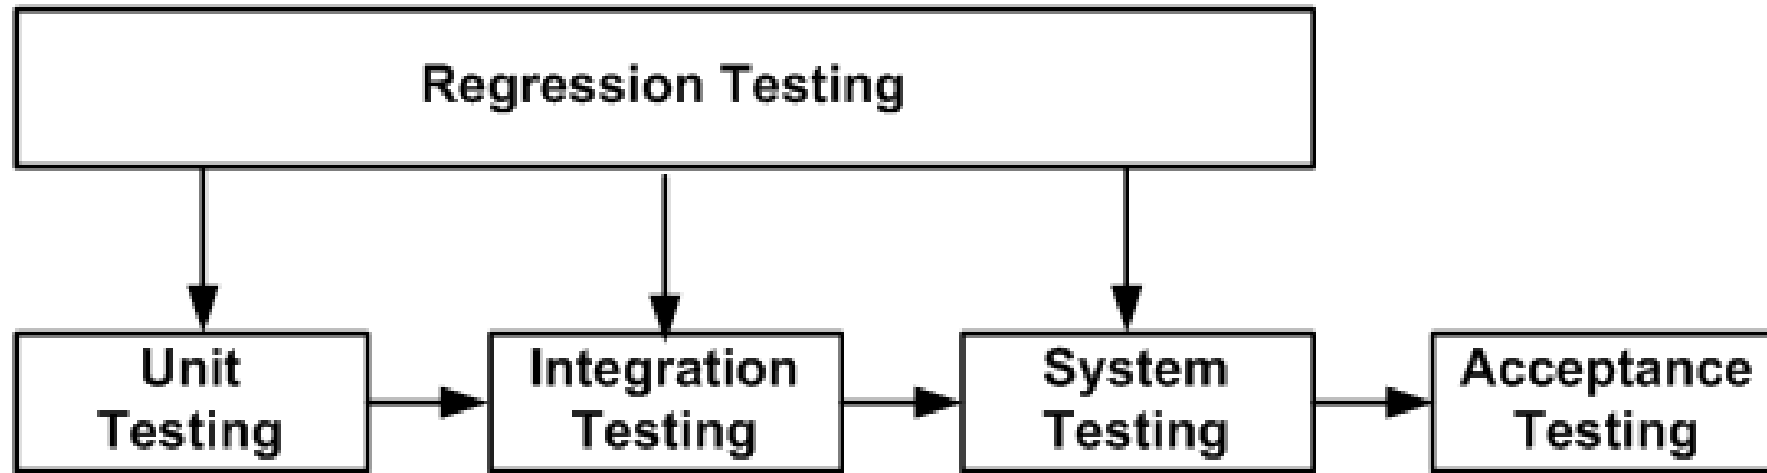 Regression Testing
Unit
Testing
Integration
Testing
System
Testing
Acceptance
Testing